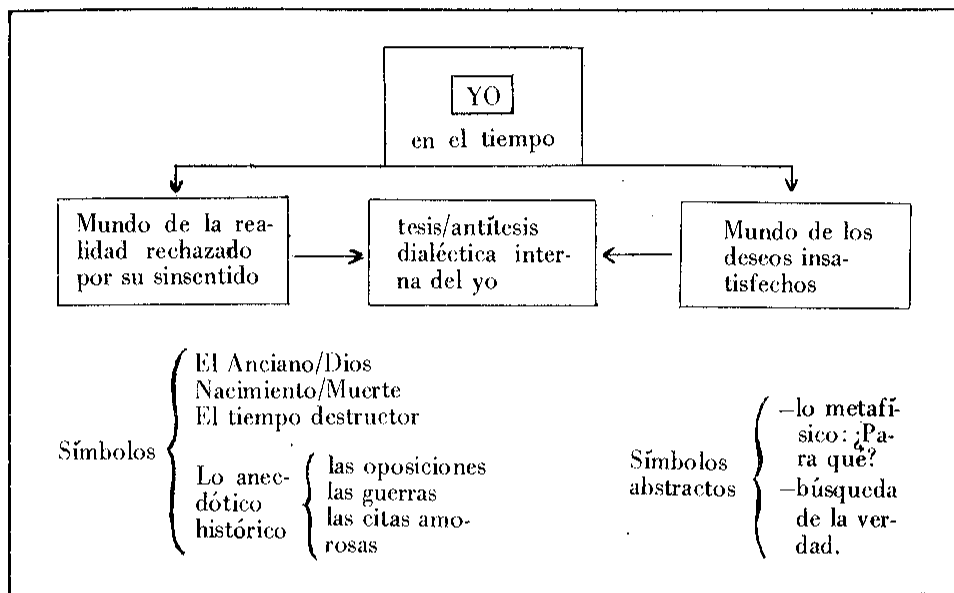 YO
en el tiempo
Mundo de la rea-
lidad rechazado
por su sinsentido
tesis/antítesis
dialéctica inter-
na del yo
Mundo de los
deseos insa-
tisfechos
Símbolos
El Anciano/Dios
Nacimiento/Muerte
El tiempo destructor
Lo anec-
dótico
histórico
las oposiciones
las guerras
las citas amo-
rosas
Símbolos
abstractos
–lo metafí-
sico: ¿Pa-
ra qué?
–búsqueda
de la ver-
dad.